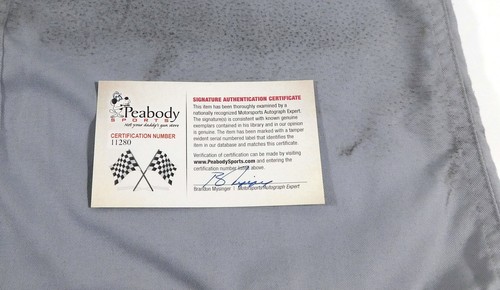 Peabody
SPORTS
not your daddy's gas store
CERTIFICATION NUMBER
11280
SIGNATURE AUTHENTICATION CERTIFICATE
This item has been thoroughly examined by a
nationally recognized Motorsports Autograph Expert.
The signature(s) is consistent with known genuine
exemplars contained in his library and in our opinion
is genuine. The item has been marked with a tamper
evident serial numbered label that identifies the
item in our database and matches this certificate.
Verification of certification can be made by visiting
www.PeabodySports.com and entering the
certification number listed above.
Brandon Mysinger | Motorsports Autograph Expert